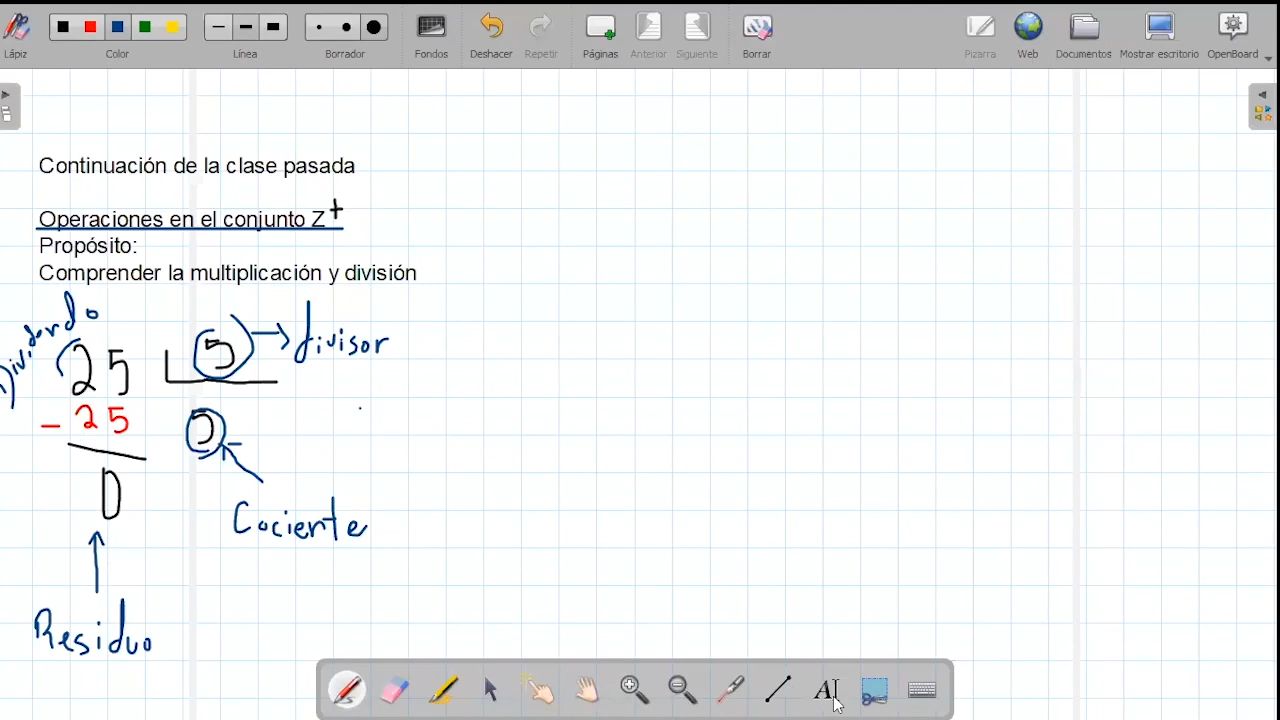 Lápiz Color Línea Borrador Fondos Deshacer Repetir Páginas Anterior Siguiente Borrar Pizarra Web Documentos Mostrar escritorio OpenBoard
Continuación de la clase pasada
Operaciones en el conjunto Z+
Propósito:
Comprender la multiplicación y división
Dividendo
25 5 → divisor
- 25 5
0
Cociente
Residuo
AI